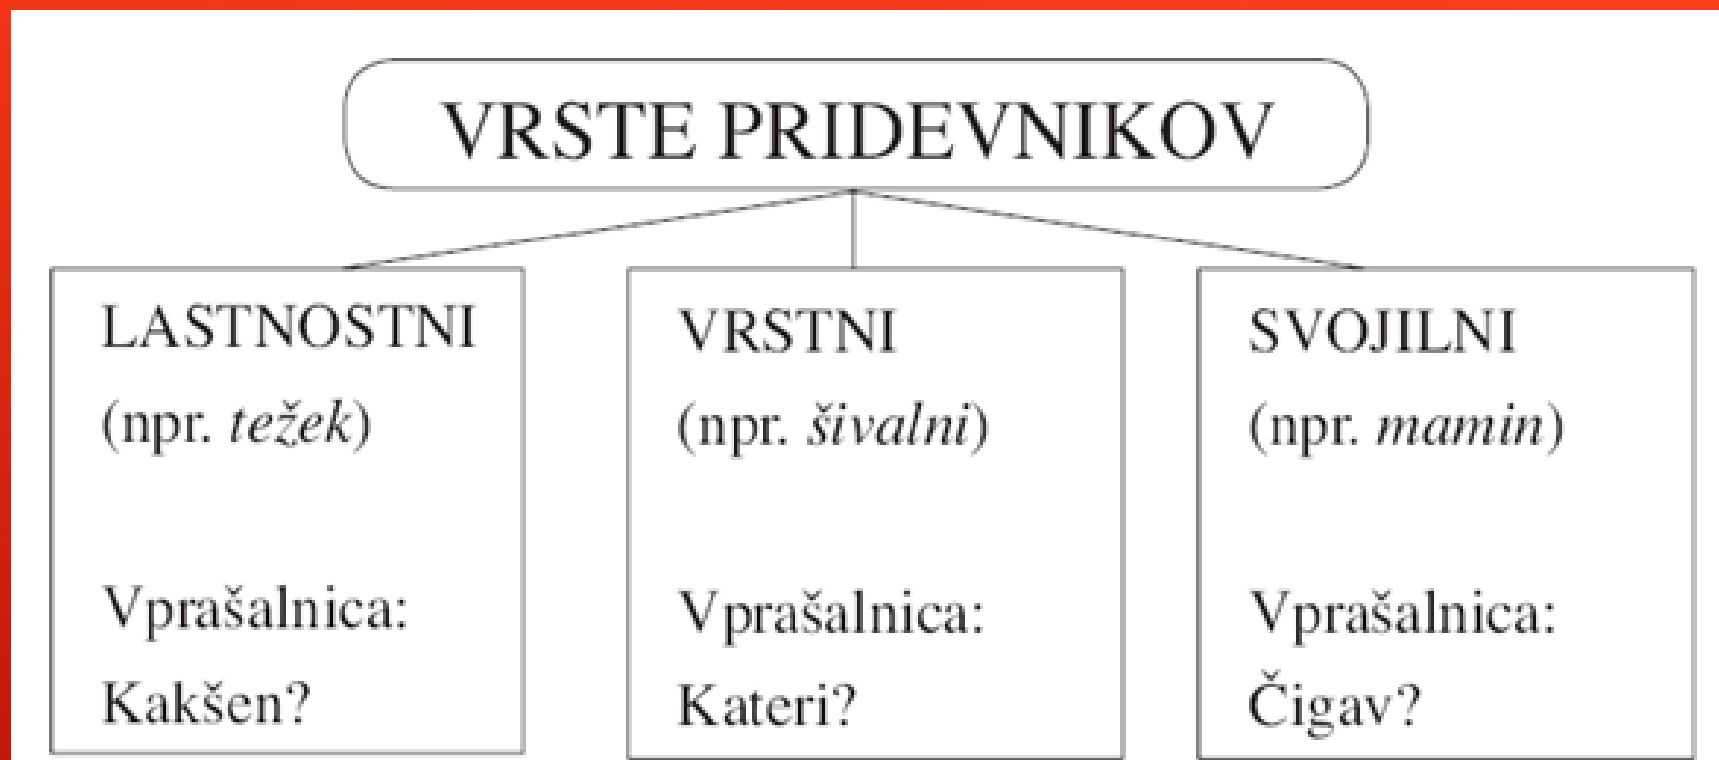 VRSTE PRIDEVNIKOV
LASTNOSTNI
(npr. težek)
Vprašalnica:
Kakšen?
VRSTNI
(npr. šivalni)
Vprašalnica:
Kateri?
SVOJILNI
(npr. mamin)
Vprašalnica:
Čigav?